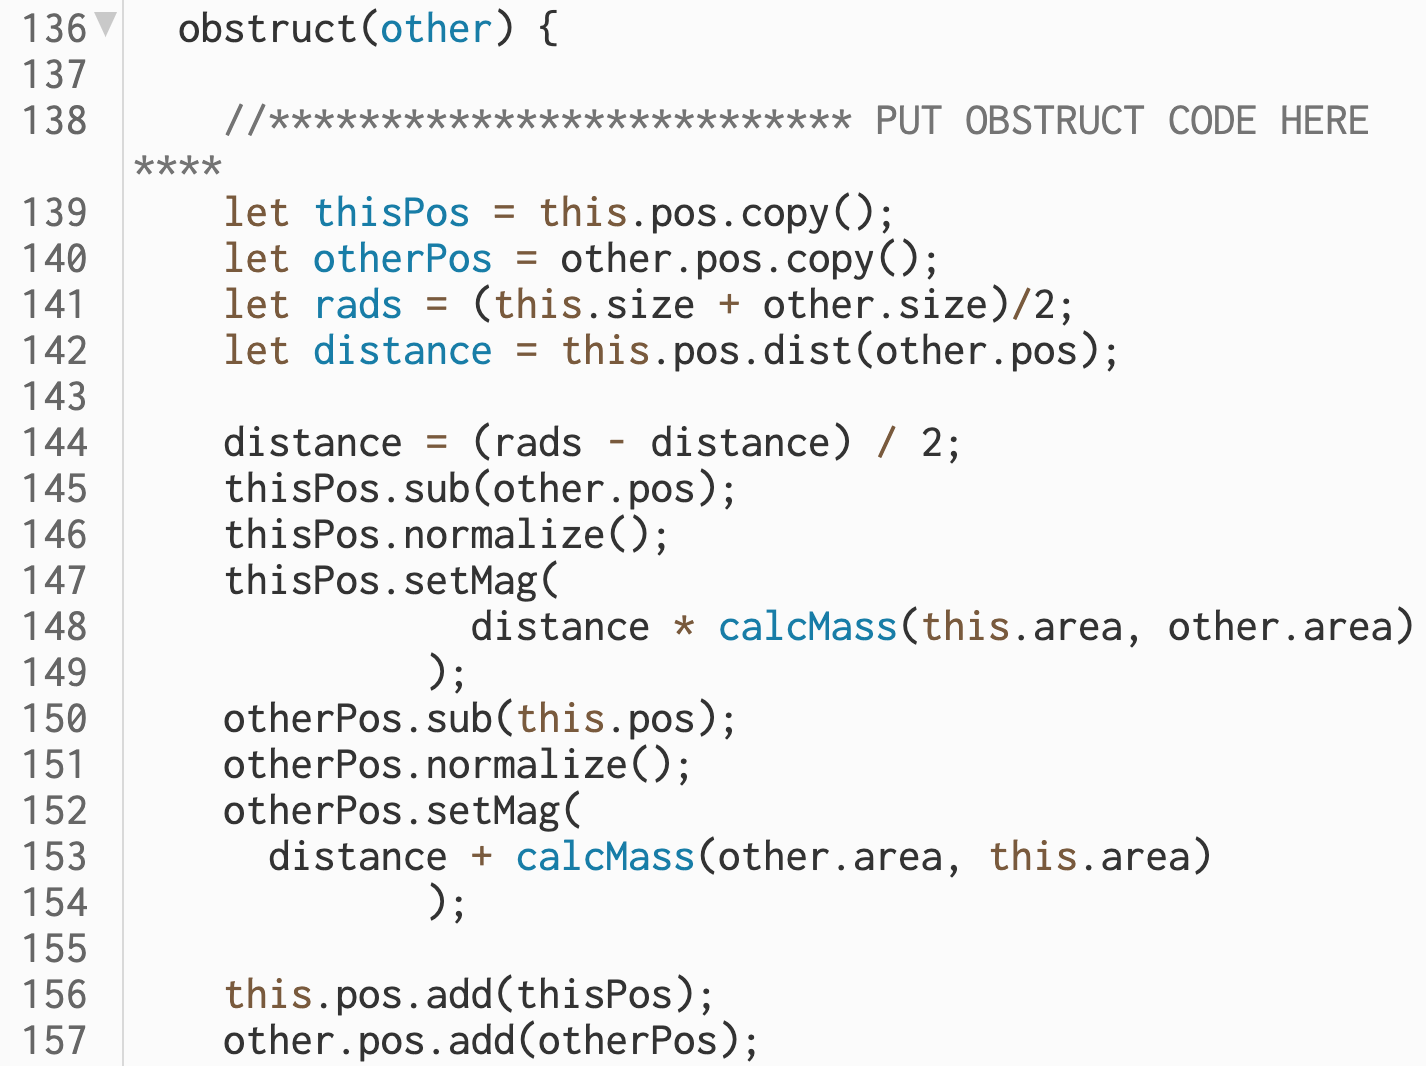 136 obstruct(other) {
137
138 //************************** PUT OBSTRUCT CODE HERE
****
139 let thisPos = this.pos.copy();
140 let otherPos = other.pos.copy();
141 let rads = (this.size + other.size)/2;
142 let distance = this.pos.dist(other.pos);
143
144 distance = (rads - distance) / 2;
145 thisPos.sub(other.pos);
146 thisPos.normalize();
147 thisPos.setMag(
148 distance * calcMass(this.area, other.area)
149 );
150 otherPos.sub(this.pos);
151 otherPos.normalize();
152 otherPos.setMag(
153 distance + calcMass(other.area, this.area)
154 );
155
156 this.pos.add(thisPos);
157 other.pos.add(otherPos);